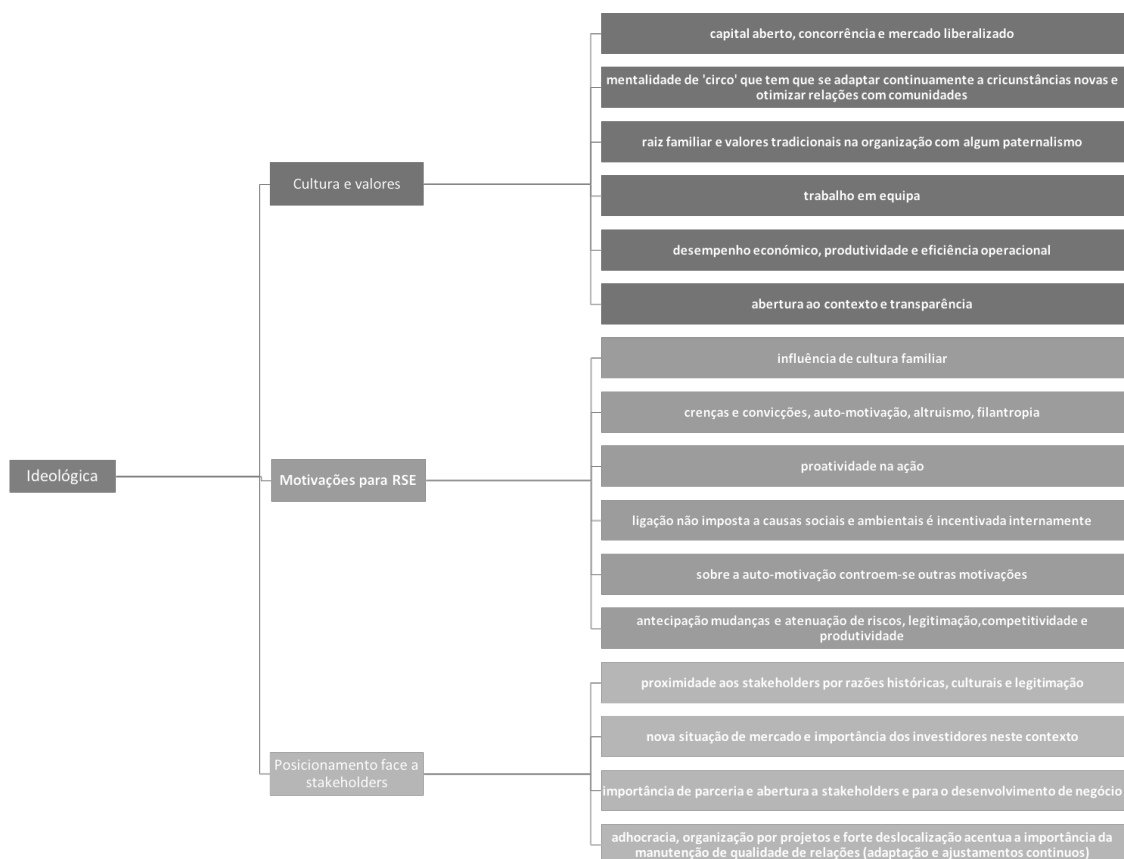 Ideológica
Cultura e valores
capital aberto, concorrência e mercado liberalizado
mentalidade de 'circo' que tem que se adaptar continuamente a cricunstâncias novas e
otimizar relações com comunidades
raiz familiar e valores tradicionais na organização com algum paternalismo
trabalho em equipa
desempenho económico, produtividade e eficiência operacional
abertura ao contexto e transparência
Motivações para RSE
influência de cultura familiar
crenças e convicções, auto-motivação, altruismo, filantropia
proatividade na ação
ligação não imposta a causas sociais e ambientais é incentivada internamente
sobre a auto-motivação controem-se outras motivações
antecipação mudanças e atenuação de riscos, legitimação,competitividade e
produtividade
Posicionamento face a
stakeholders
proximidade aos stakeholders por razões históricas, culturais e legitimação
nova situação de mercado e importância dos investidores neste contexto
importância de parceria e abertura a stakeholders e para o desenvolvimento de negócio
adhocracia, organização por projetos e forte deslocalização acentua a importância da
manutenção de qualidade de relações (adaptação e ajustamentos continuos)